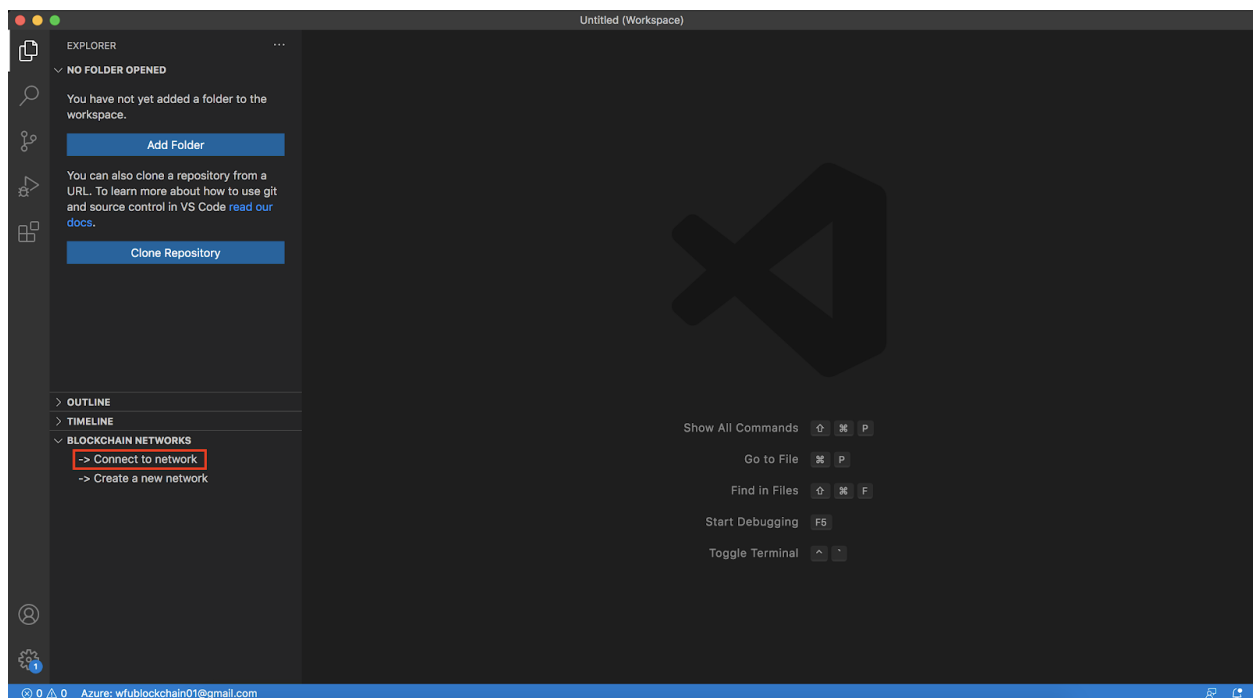 Untitled (Workspace)
EXPLORER
NO FOLDER OPENED
You have not yet added a folder to the
workspace.
Add Folder
You can also clone a repository from a
URL. To learn more about how to use git
and source control in VS Code read our
docs.
Clone Repository
OUTLINE
TIMELINE
BLOCKCHAIN NETWORKS
-> Connect to network
-> Create a new network
Show All Commands ⇧ ⌘ P
Go to File ⌘ P
Find in Files ⇧ ⌘ F
Start Debugging F5
Toggle Terminal ^ `
1
0 0 Azure: wfublockchain01@gmail.com